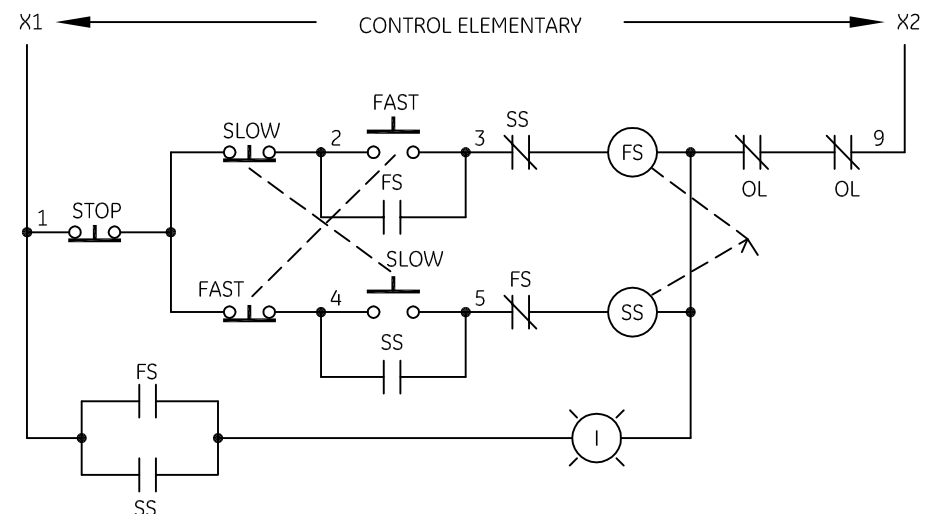 X1 CONTROL ELEMENTARY X2
FAST
SLOW 2 3 SS
FS
FS 9
OL OL
1 STOP
SLOW
FAST 4 5 FS
SS
SS
FS
I
SS